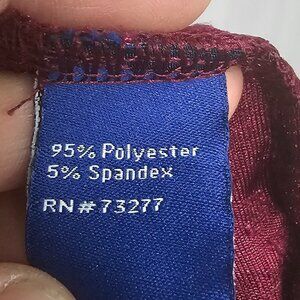 95% Polyester
5% Spandex
RN# 73277